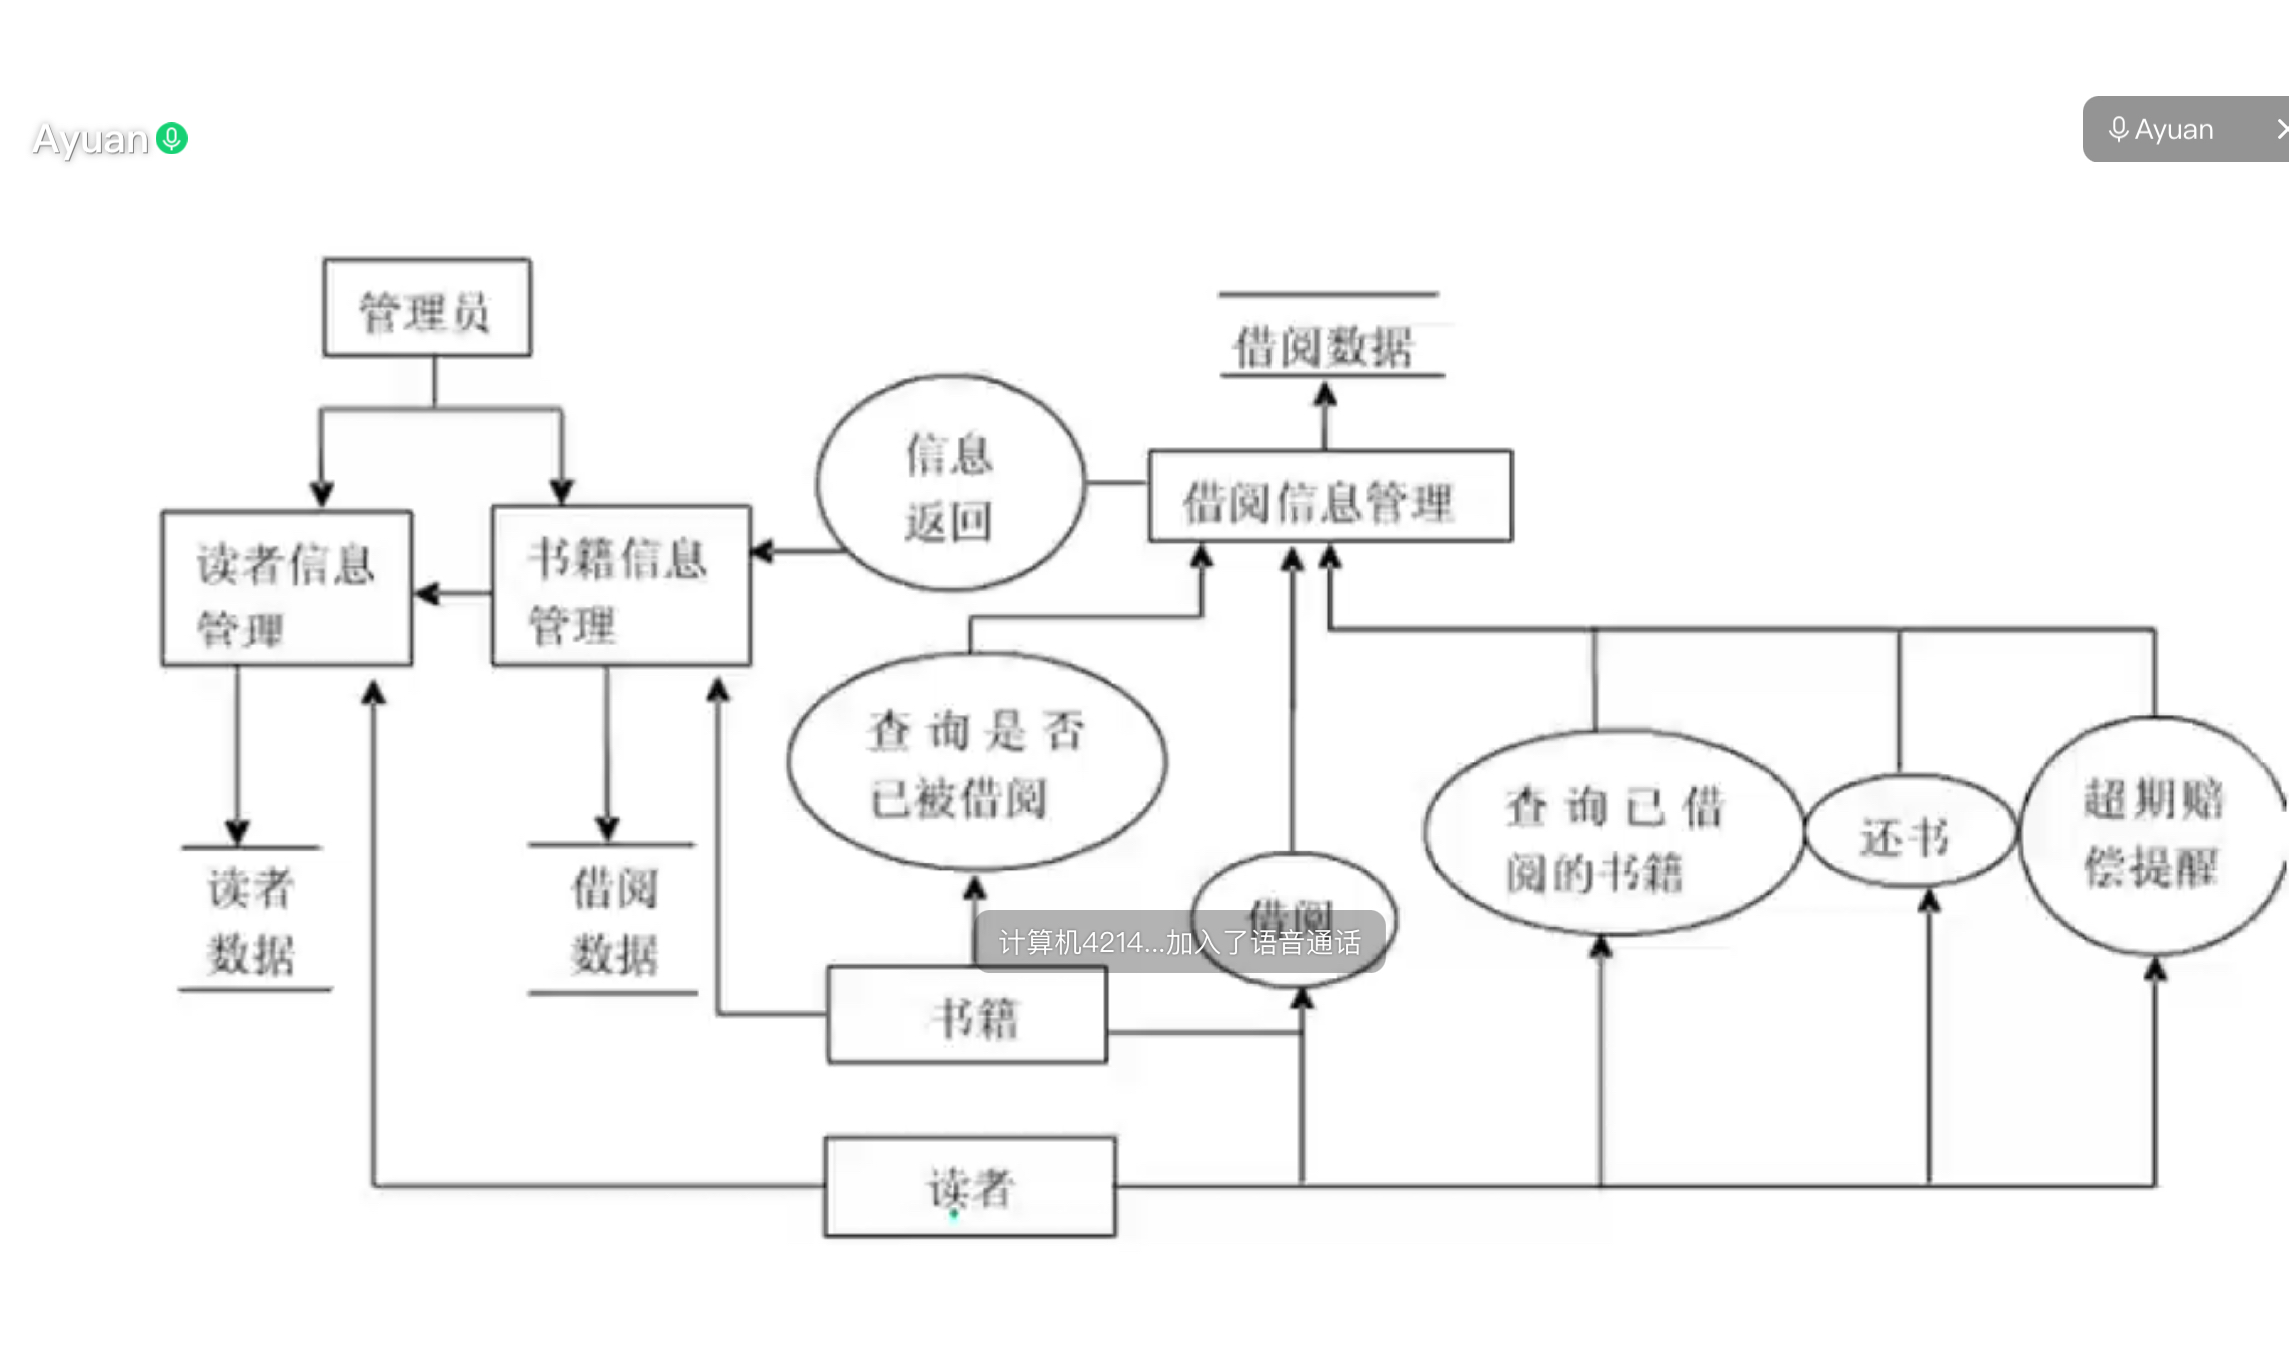 Ayuan
Ayuan
管理员
借阅数据
信息
返回
借阅信息管理
读者信息
管理
书籍信息
管理
查询是否
已被借阅
查询已借
阅的书籍
还书
超期赔
偿提醒
读者
数据
借阅
数据
借阅
计算机4214...加入了语音通话
书籍
读者